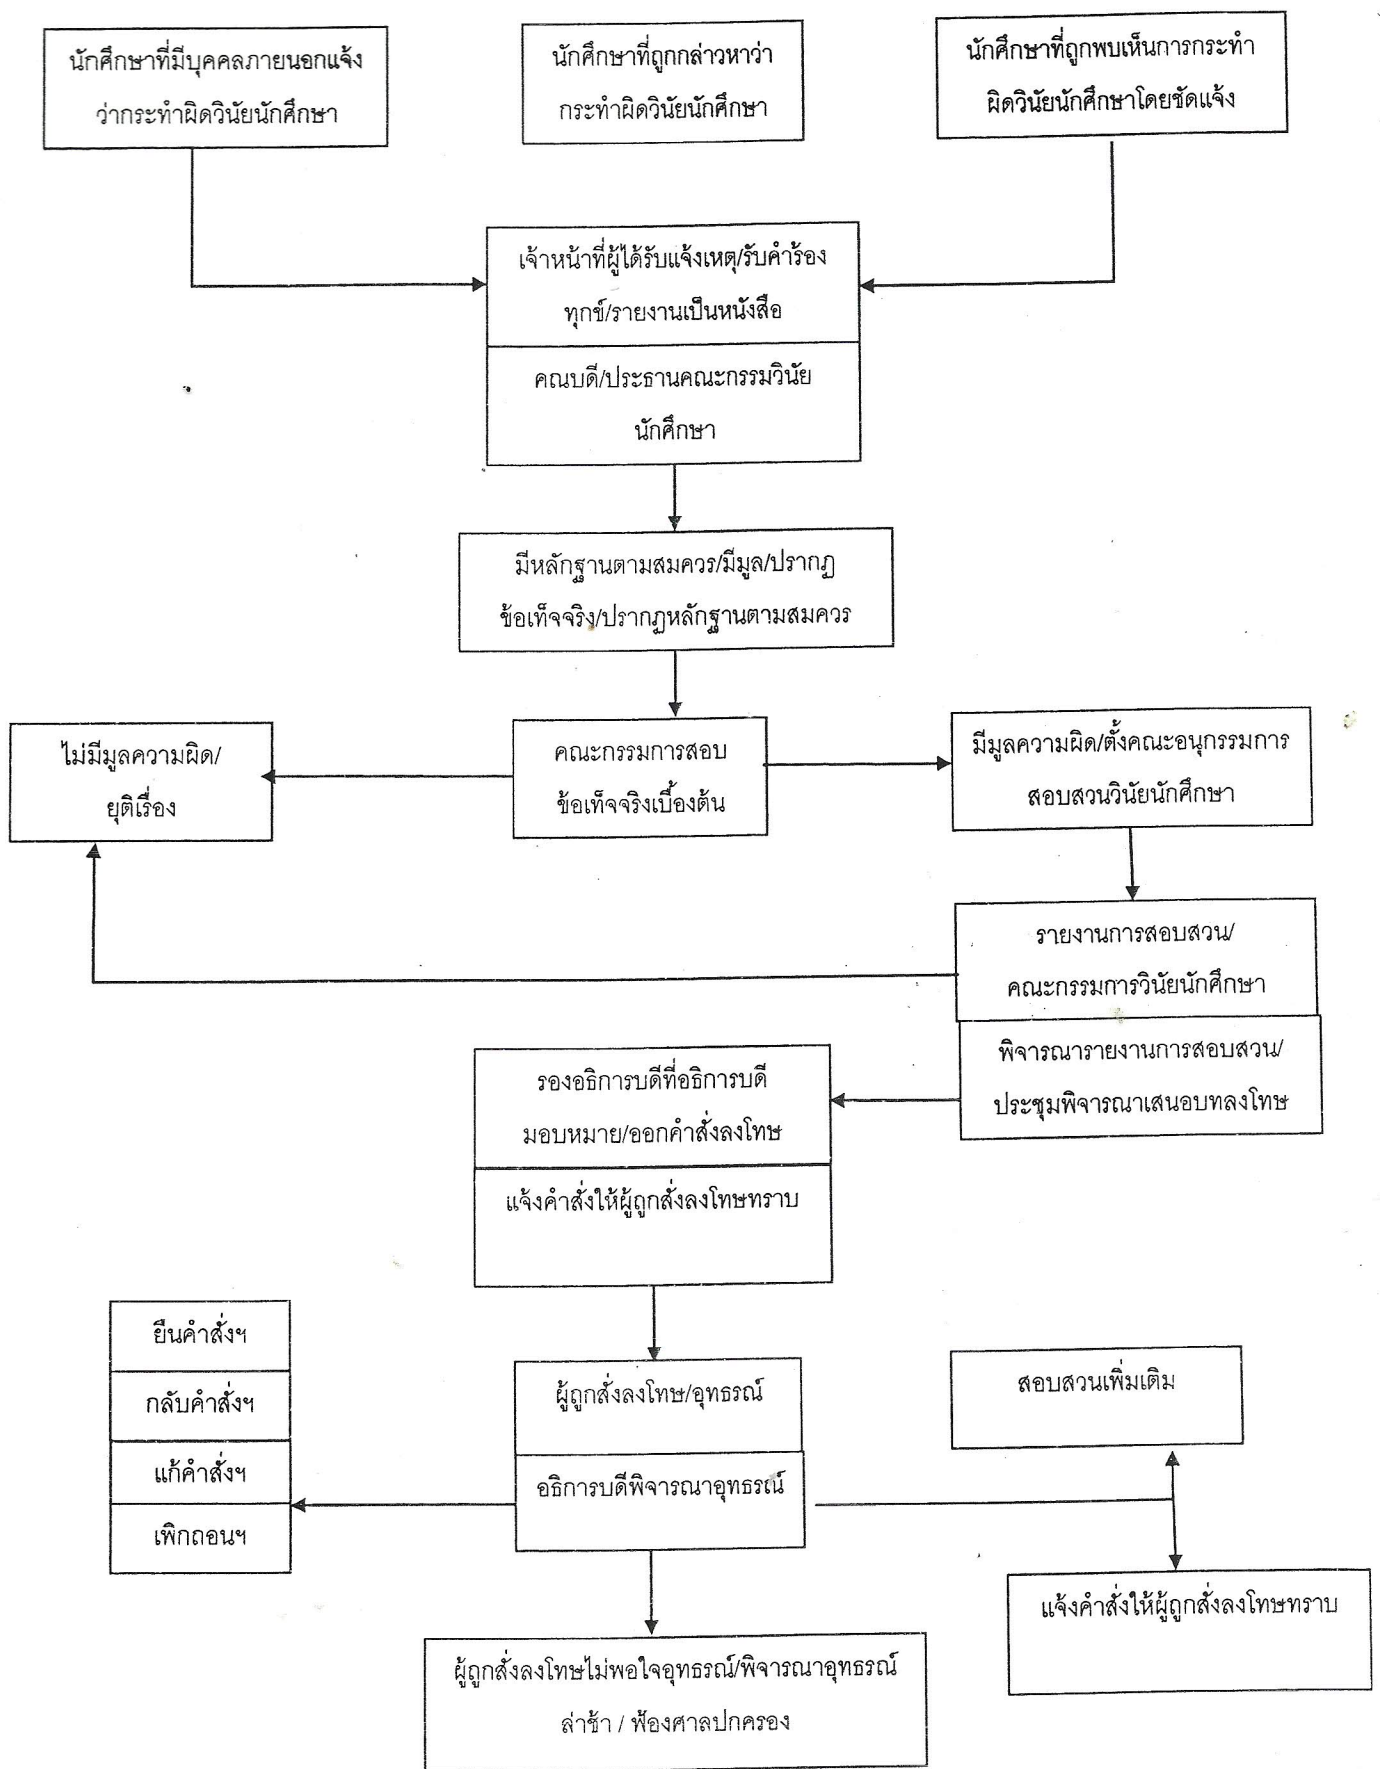 นักศึกษาที่มีบุคคลภายนอกแจ้ง
ว่ากระทำผิดวินัยนักศึกษา
นักศึกษาที่ถูกกล่าวหาว่า
กระทำผิดวินัยนักศึกษา
นักศึกษาที่ถูกพบเห็นการกระทำ
ผิดวินัยนักศึกษาโดยชัดแจ้ง
เจ้าหน้าที่ผู้ได้รับแจ้งเหตุ/รับคำร้อง
ทุกข์/รายงานเป็นหนังสือ
คณบดี/ประธานคณะกรรมวินัย
นักศึกษา
มีหลักฐานตามสมควร/มีมูล/ปรากฏ
ข้อเท็จจริง/ปรากฏหลักฐานตามสมควร
ไม่มีมูลความผิด/
ยุติเรื่อง
คณะกรรมการสอบ
ข้อเท็จจริงเบื้องต้น
มีมูลความผิด/ตั้งคณะอนุกรรมการ
สอบสวนวินัยนักศึกษา
รายงานการสอบสวน/
คณะกรรมการวินัยนักศึกษา
พิจารณารายงานการสอบสวน/
ประชุมพิจารณาเสนอบทลงโทษ
รองอธิการบดีที่อธิการบดี
มอบหมาย/ออกคำสั่งลงโทษ
แจ้งคำสั่งให้ผู้ถูกสั่งลงโทษทราบ
ยืนคำสั่งฯ
กลับคำสั่งฯ
แก้คำสั่งฯ
เพิกถอนฯ
ผู้ถูกสั่งลงโทษ/อุทธรณ์
อธิการบดีพิจารณาอุทธรณ์
สอบสวนเพิ่มเติม
แจ้งคำสั่งให้ผู้ถูกสั่งลงโทษทราบ
ผู้ถูกสั่งลงโทษไม่พอใจอุทธรณ์/พิจารณาอุทธรณ์
ล่าช้า / ฟ้องศาลปกครอง